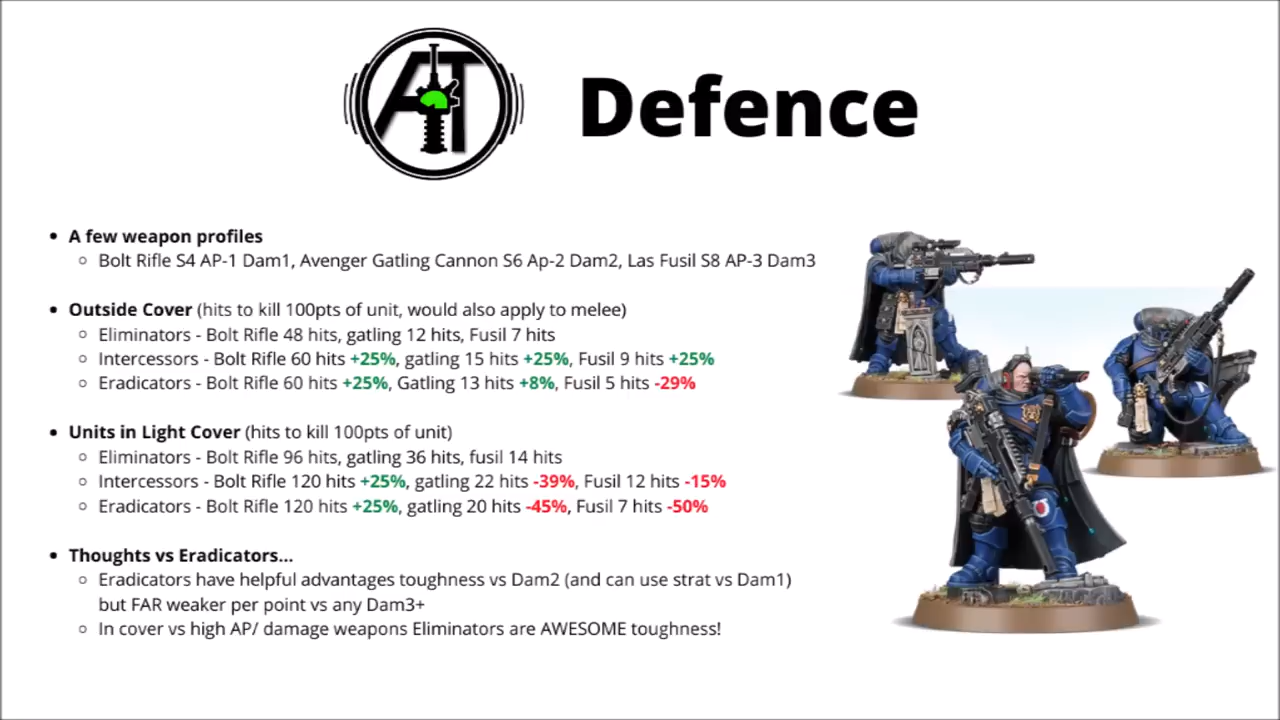 AT
Defence
• A few weapon profiles
○ Bolt Rifle S4 AP-1 Dam1, Avenger Gatling Cannon S6 Ap-2 Dam2, Las Fusil S8 AP-3 Dam3
• Outside Cover (hits to kill 100pts of unit, would also apply to melee)
○ Eliminators - Bolt Rifle 48 hits, gatling 12 hits, Fusil 7 hits
○ Intercessors - Bolt Rifle 60 hits +25%, gatling 15 hits +25%, Fusil 9 hits +25%
○ Eradicators - Bolt Rifle 60 hits +25%, Gatling 13 hits +8%, Fusil 5 hits -29%
• Units in Light Cover (hits to kill 100pts of unit)
○ Eliminators - Bolt Rifle 96 hits, gatling 36 hits, fusil 14 hits
○ Intercessors - Bolt Rifle 120 hits +25%, gatling 22 hits -39%, Fusil 12 hits -15%
○ Eradicators - Bolt Rifle 120 hits +25%, gatling 20 hits -45%, Fusil 7 hits -50%
• Thoughts vs Eradicators...
○ Eradicators have helpful advantages toughness vs Dam2 (and can use strat vs Dam1)
but FAR weaker per point vs any Dam3+
○ In cover vs high AP/ damage weapons Eliminators are AWESOME toughness!